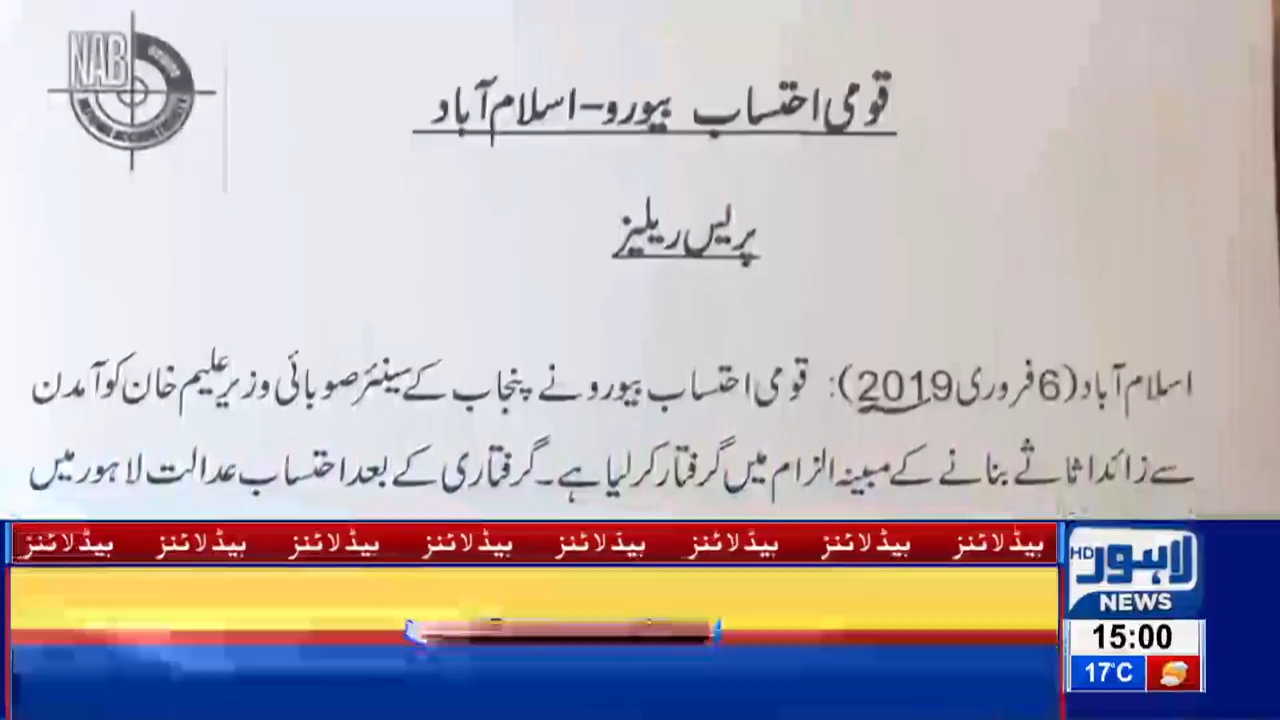 NAB
قومی احتساب بیورو-اسلام آباد
پریس ریلیز
اسلام آباد (6 فروری 2019): قومی احتساب بیورو نے پنجاب کے سینئر صوبائی وزیر علیم خان کو آمدن
سے زائد اثاثے بنانے کے مبینہ الزام میں گرفتار کر لیا ہے۔ گرفتاری کے بعد احتساب عدالت لاہور میں
ہیڈلائنز ہیڈلائنز ہیڈلائنز ہیڈلائنز ہیڈلائنز ہیڈلائنز ہیڈلائنز ہیڈلائنز
HD لاہور
NEWS
15:00
17°C